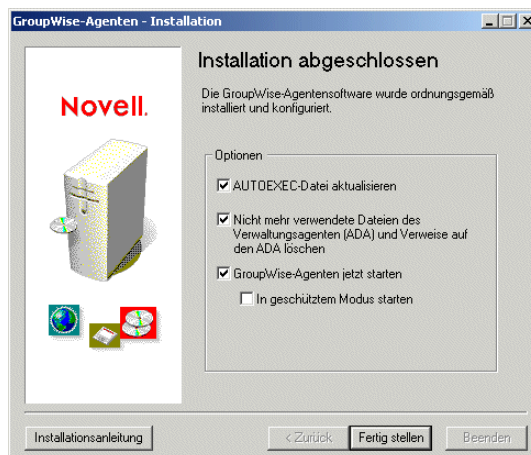 GroupWise-Agenten - Installation
Novell.
Installation abgeschlossen
Die GroupWise-Agentensoftware wurde ordnungsgemäß
installiert und konfiguriert.
Optionen
AUTOEXEC-Datei aktualisieren
Nicht mehr verwendete Dateien des
Verwaltungsagenten (ADA) und Verweise auf
den ADA löschen
GroupWise-Agenten jetzt starten
In geschütztem Modus starten
Installationsanleitung
< Zurück
Fertig stellen
Beenden